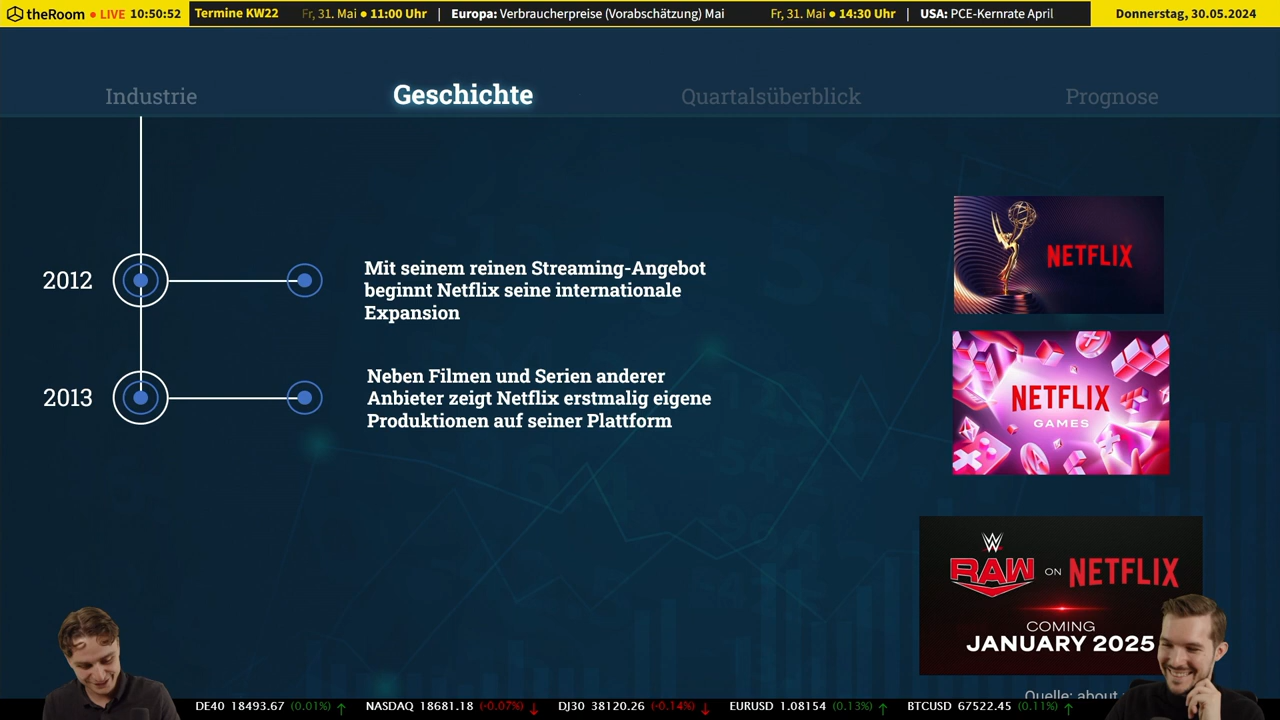 theRoom ● LIVE 10:50:52 Termine KW22 Fr, 31. Mai ● 11:00 Uhr | Europa: Verbraucherpreise (Vorabschätzung) Mai Fr, 31. Mai ● 14:30 Uhr | USA: PCE-Kernrate April Donnerstag, 30.05.2024
Industrie Geschichte Quartalsüberblick Prognose
2012
Mit seinem reinen Streaming-Angebot
beginnt Netflix seine internationale
Expansion
2013
Neben Filmen und Serien anderer
Anbieter zeigt Netflix erstmalig eigene
Produktionen auf seiner Plattform
NETFLIX
NETFLIX
GAMES
W
RAW ON NETFLIX
COMING
JANUARY 2025
Quelle: about
DE40 18493.67 (0.01%) ↑ NASDAQ 18681.18 (-0.07%) ↓ DJ30 38120.26 (-0.14%) ↓ EURUSD 1.08154 (0.13%) ↑ BTCUSD 67522.45 (0.11%) ↑